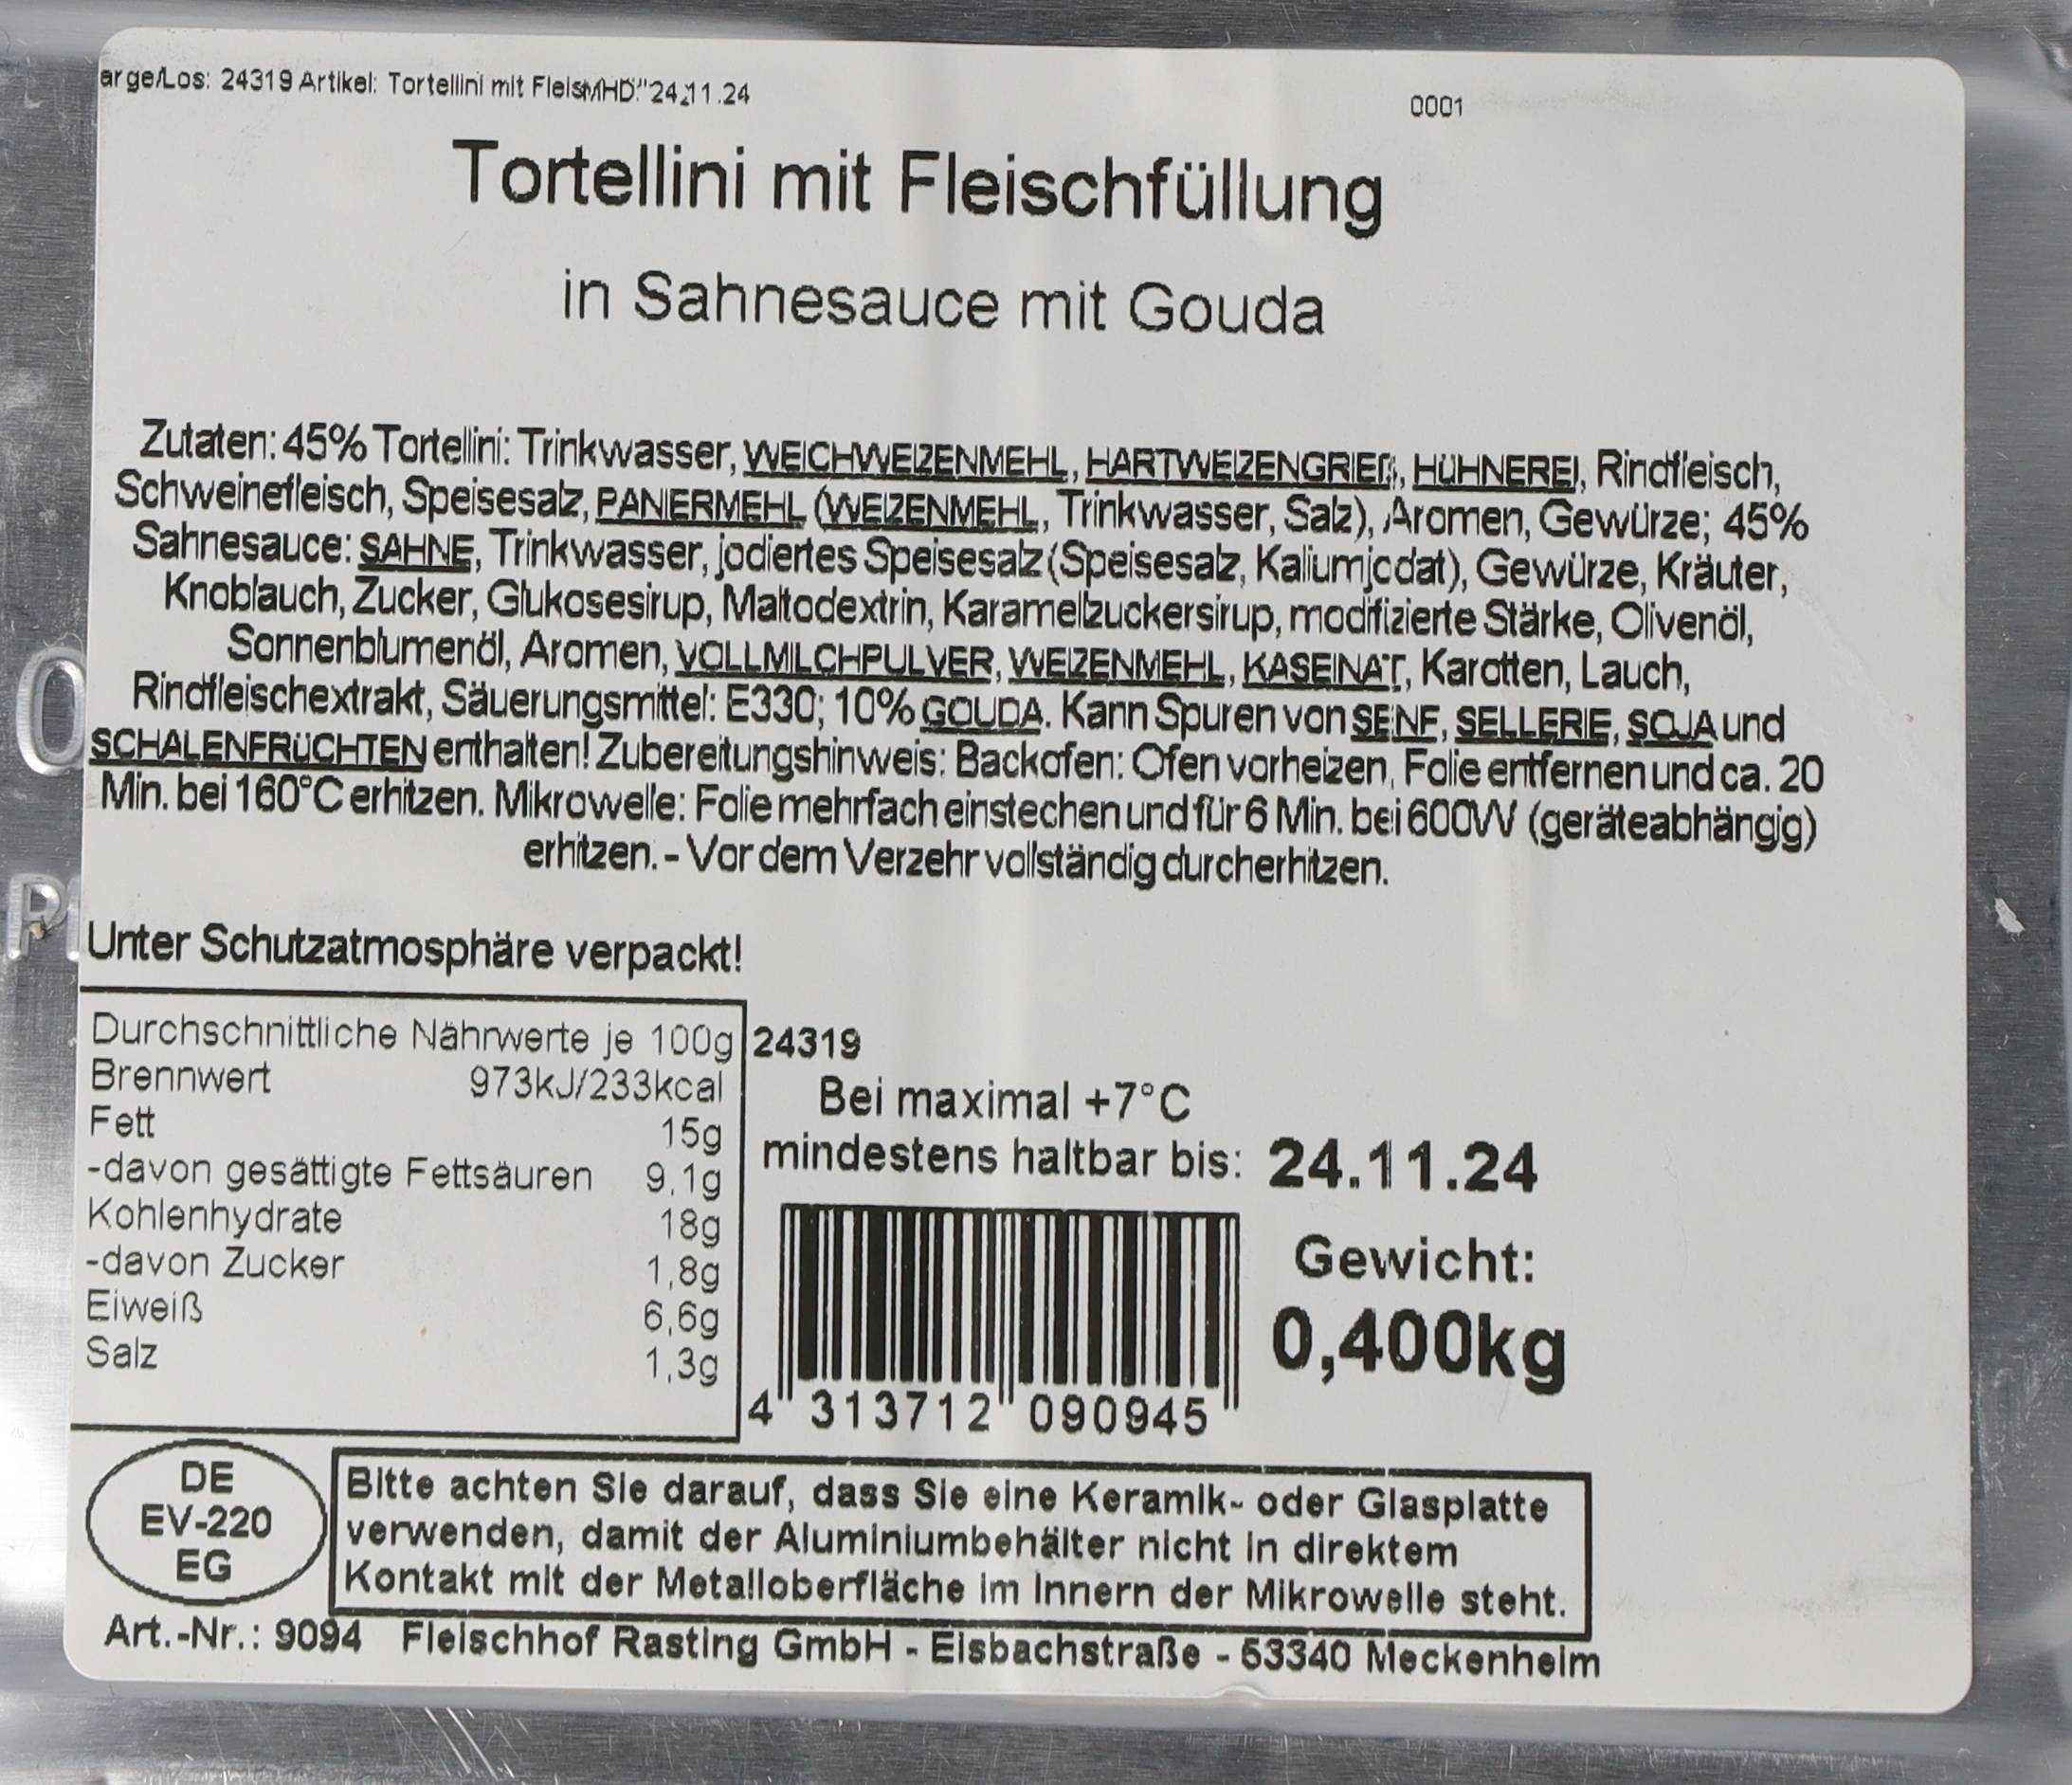 arge/Los: 24319 Artikel: Tortellini mit Fleis MHD: 24.11.24
0001
Tortellini mit Fleischfüllung
in Sahnesauce mit Gouda
Zutaten: 45% Tortellini: Trinkwasser, WEICHWEIZENMEHL, HARTWEIZENGRIEß, HÜHNEREI, Rindfleisch,
Schweinefleisch, Speisesalz, PANIERMEHL (WEIZENMEHL, Trinkwasser, Salz), Aromen, Gewürze; 45%
Sahnesauce: SAHNE, Trinkwasser, jodiertes Speisesalz (Speisesalz, Kaliumjodat), Gewürze, Kräuter,
Knoblauch, Zucker, Glukosesirup, Maltodextrin, Karamellzuckersirup, modifizierte Stärke, Olivenöl,
Sonnenblumenöl, Aromen, VOLLMILCHPULVER, WEIZENMEHL, KASEINAT, Karotten, Lauch,
Rindfleischextrakt, Säuerungsmittel: E330; 10% GOUDA. Kann Spuren von SENF, SELLERIE, SOJA und
SCHALENFRÜCHTEN enthalten! Zubereitungshinweis: Backofen: Ofen vorheizen, Folie entfernen und ca. 20
Min. bei 160°C erhitzen. Mikrowelle: Folie mehrfach einstechen und für 6 Min. bei 600W (geräteabhängig)
erhitzen. - Vor dem Verzehr vollständig durcherhitzen.
Unter Schutzatmosphäre verpackt!
Durchschnittliche Nährwerte je 100g
Brennwert 973kJ/233kcal
Fett 15g
-davon gesättigte Fettsäuren 9,1g
Kohlenhydrate 18g
-davon Zucker 1,8g
Eiweiß 6,6g
Salz 1,3g
24319
Bei maximal +7°C
mindestens haltbar bis: 24.11.24
Gewicht:
0,400kg
4 313712 090945
DE
EV-220
EG
Bitte achten Sie darauf, dass Sie eine Keramik- oder Glasplatte
verwenden, damit der Aluminiumbehälter nicht in direktem
Kontakt mit der Metalloberfläche im Innern der Mikrowelle steht.
Art.-Nr.: 9094 Fleischhof Rasting GmbH - Eisbachstraße - 53340 Meckenheim